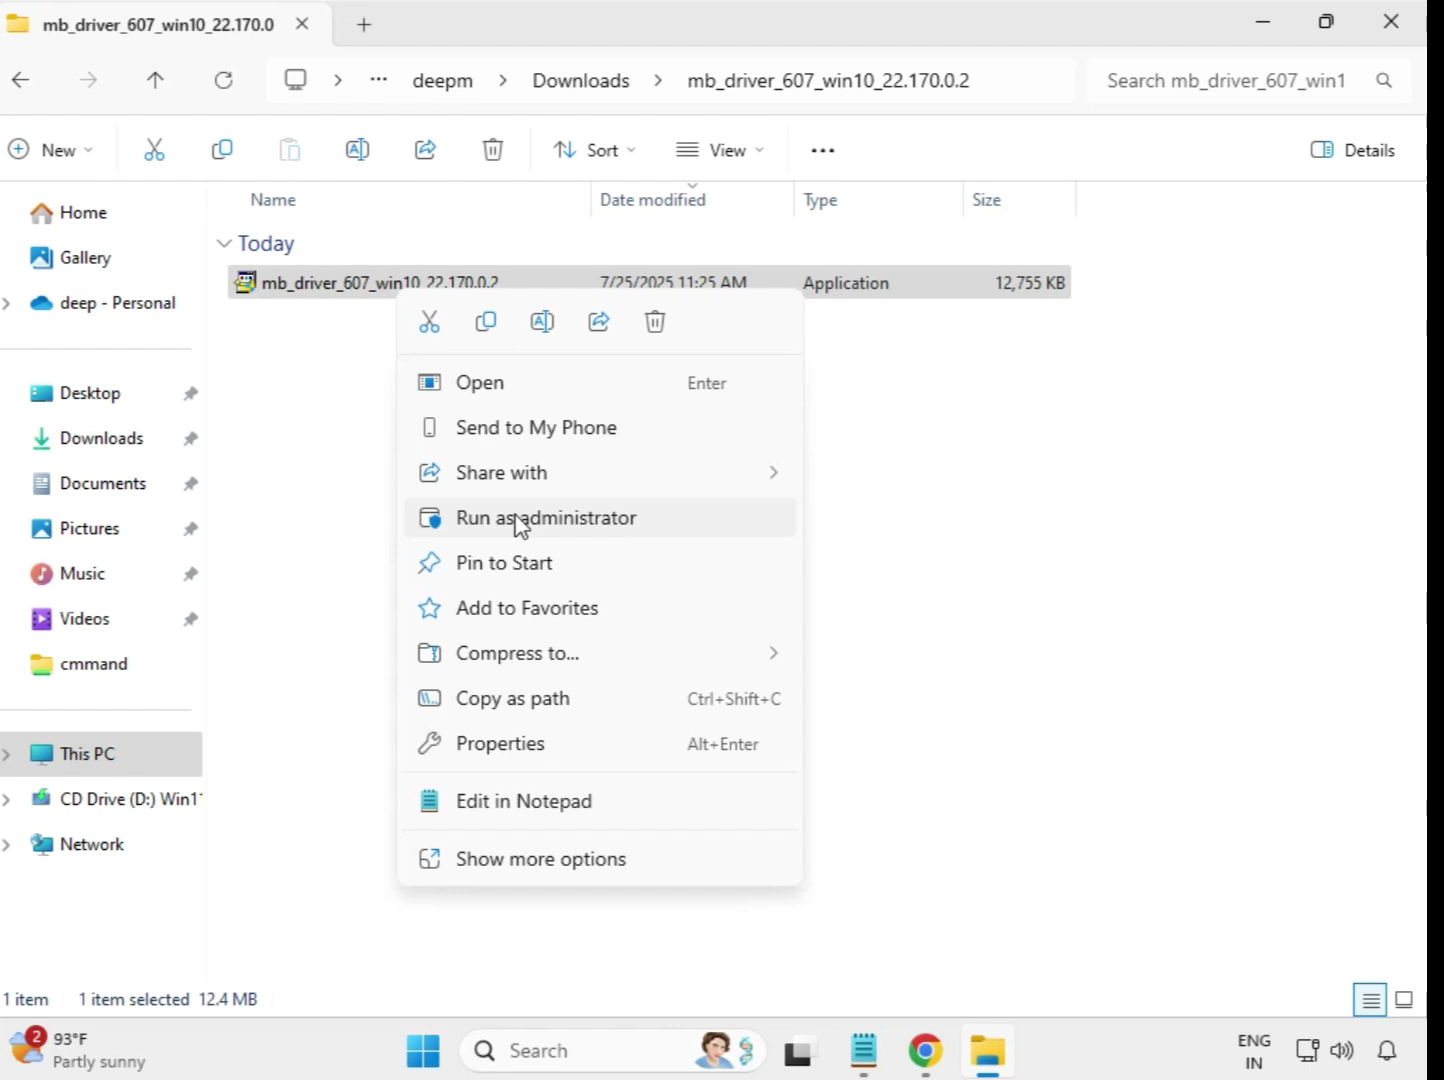 mb_driver_607_win10_22.170.0
deepm
Downloads
mb_driver_607_win10_22.170.0.2
Search mb_driver_607_win1
New
Sort
View
Details
Name
Date modified
Type
Size
Home
Gallery
deep - Personal
Desktop
Downloads
Documents
Pictures
Music
Videos
cmmand
This PC
CD Drive (D:) Win1
Network
Today
mb_driver_607_win10_22.170.0.2
7/25/2025 11:25 AM
Application
12,755 KB
Open
Enter
Send to My Phone
Share with
Run as administrator
Pin to Start
Add to Favorites
Compress to...
Copy as path
Ctrl+Shift+C
Properties
Alt+Enter
Edit in Notepad
Show more options
1 item
1 item selected 12.4 MB
2
93°F
Partly sunny
Search
ENG
IN